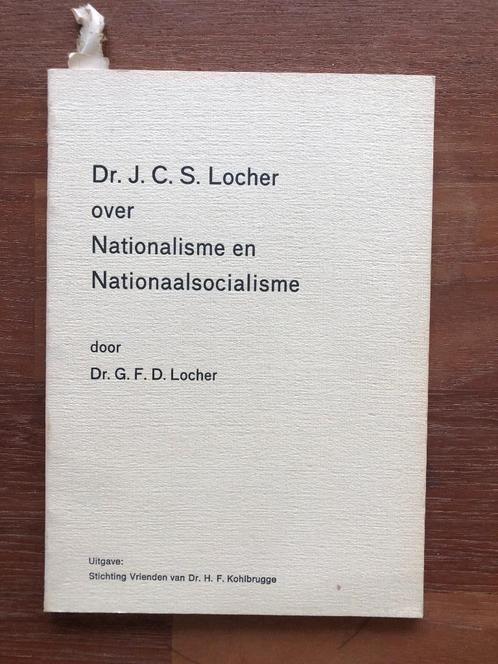 Dr. J. C. S. Locher
over
Nationalisme en
Nationaalsocialisme
door
Dr. G. F. D. Locher
Uitgave:
Stichting Vrienden van Dr. H. F. Kohlbrugge